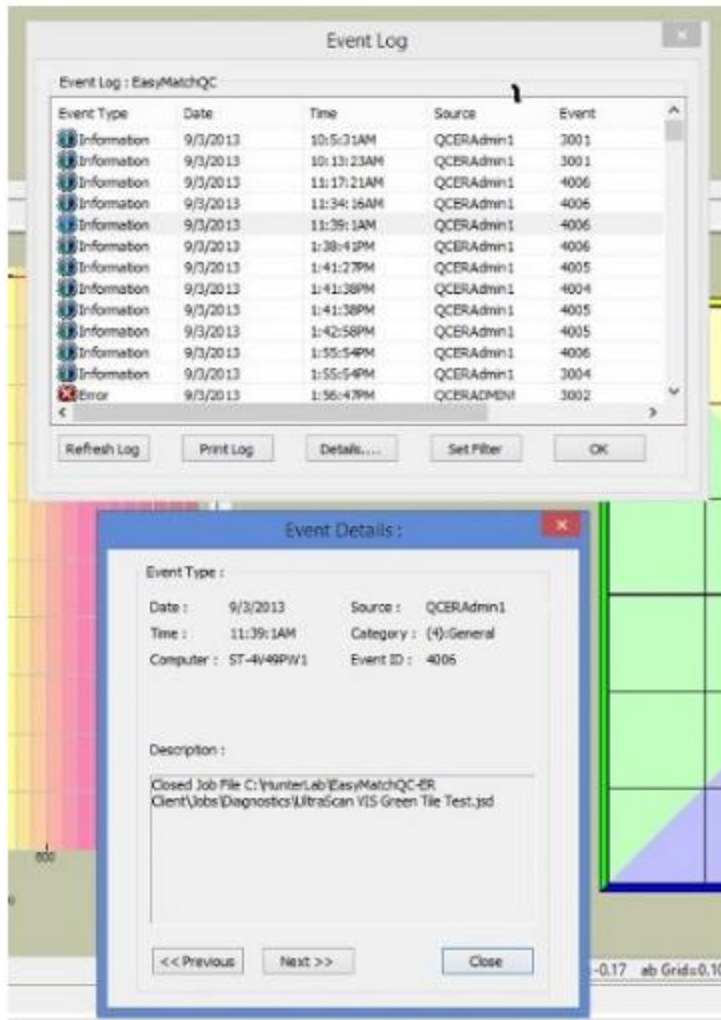 Event Log
Event Log : EasyMatchQC
Event Type Date Time Source Event
Information 9/3/2013 10:5:31AM QCERAdmin1 3001
Information 9/3/2013 10:13:23AM QCERAdmin1 3001
Information 9/3/2013 11:17:21AM QCERAdmin1 4006
Information 9/3/2013 11:34:16AM QCERAdmin1 4006
Information 9/3/2013 11:39:1AM QCERAdmin1 4006
Information 9/3/2013 1:38:41PM QCERAdmin1 4006
Information 9/3/2013 1:41:27PM QCERAdmin1 4005
Information 9/3/2013 1:41:38PM QCERAdmin1 4004
Information 9/3/2013 1:41:38PM QCERAdmin1 4005
Information 9/3/2013 1:42:58PM QCERAdmin1 4005
Information 9/3/2013 1:55:54PM QCERAdmin1 4006
Information 9/3/2013 1:55:54PM QCERAdmin1 3004
Error 9/3/2013 1:56:47PM QCERADMIN1 3002
Refresh Log Print Log Details.... Set Filter OK
Event Details :
Event Type :
Date : 9/3/2013 Source : QCERAdmin1
Time : 11:39:1AM Category : (4):General
Computer : ST-4V49PW1 Event ID : 4006
Description :
Closed Job File C:\HunterLab\EasyMatchQC-ER
Client\Jobs\Diagnostics\UltraScan VIS Green Tile Test.jsd
600
<< Previous Next >> Close
=-0.17 ab Grid=0.10